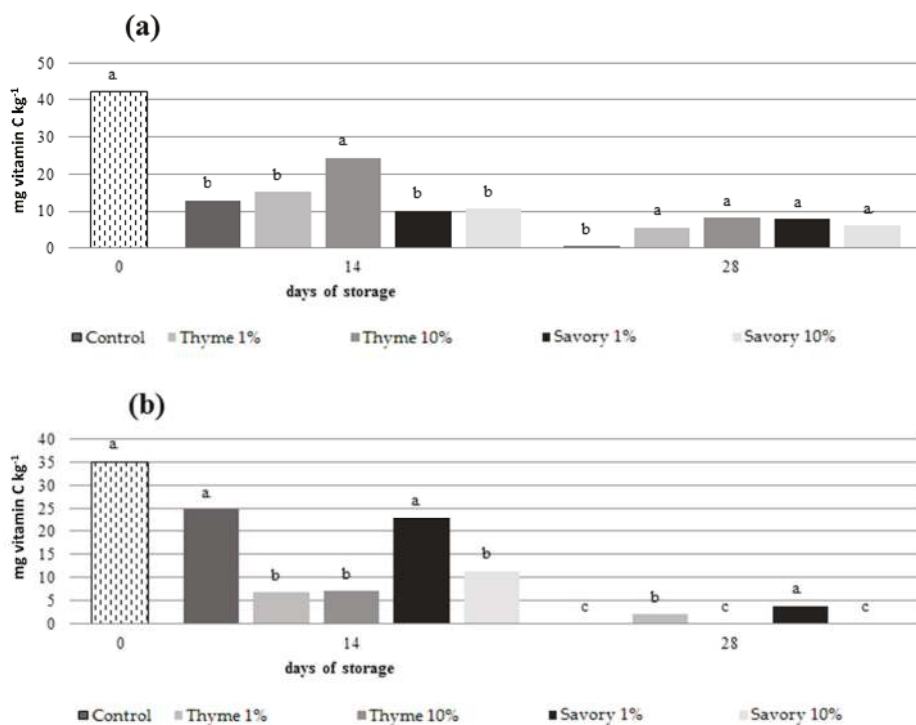 (a)
50
a
40
30
a
20
b
b
b
b
10
a
a
a
a
b
0
mg vitamin C kg-1
0
14
28
days of storage
Control Thyme 1% Thyme 10% Savory 1% Savory 10%
(b)
40
a
35
30
a
a
25
20
15
b
b
b
10
a
5
b
c
c
c
0
mg vitamin C kg-1
0
14
28
days of storage
Control Thyme 1% Thyme 10% Savory 1% Savory 10%